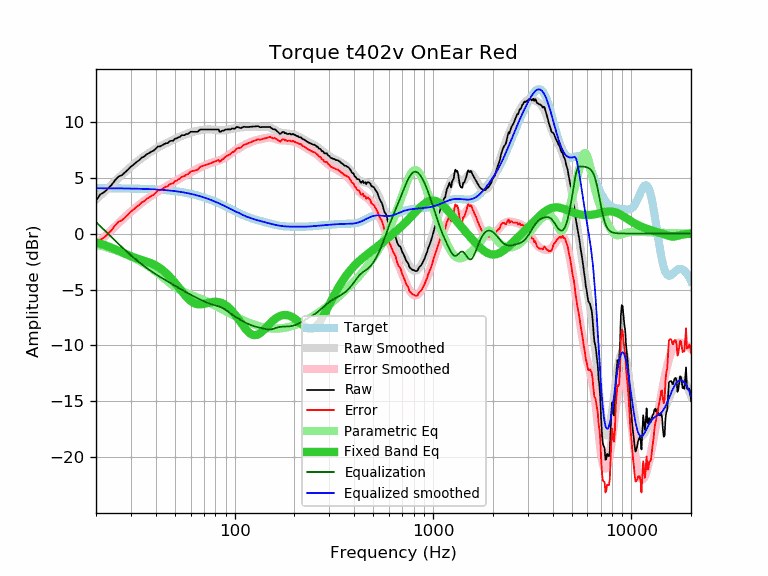 Torque t402v OnEar Red
10
5
0
−5
−10
−15
−20
Amplitude (dBr)
Target
Raw Smoothed
Error Smoothed
Raw
Error
Parametric Eq
Fixed Band Eq
Equalization
Equalized smoothed
100 1000 10000
Frequency (Hz)